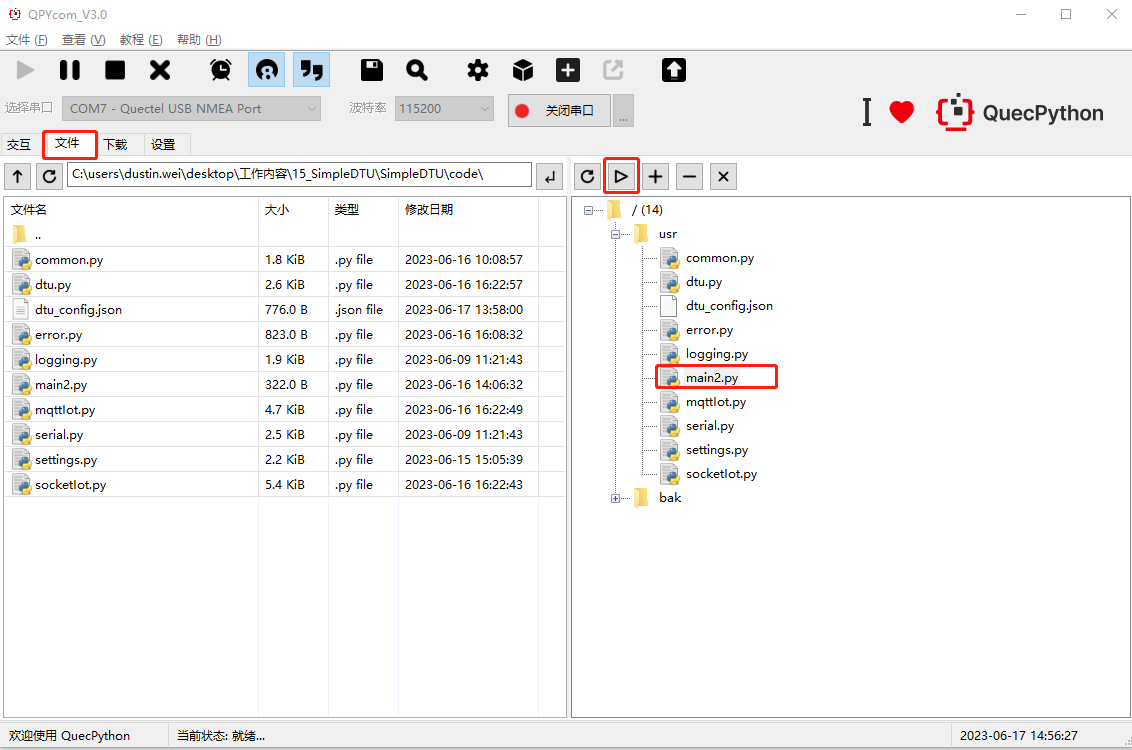 QPYcom_V3.0
文件 (F) 查看 (V) 教程 (E) 帮助 (H)
选择串口 COM7 - Quectel USB NMEA Port 波特率 115200 关闭串口 ... I QuecPython
交互 文件 下载 设置
C:\users\dustin.wei\desktop\工作内容\15_SimpleDTU\SimpleDTU\code\
文件名 大小 类型 修改日期
..
common.py 1.8 KiB .py file 2023-06-16 10:08:57
dtu.py 2.6 KiB .py file 2023-06-16 16:22:57
dtu_config.json 776.0 B .json file 2023-06-17 13:58:00
error.py 823.0 B .py file 2023-06-16 16:08:32
logging.py 1.9 KiB .py file 2023-06-09 11:21:43
main2.py 322.0 B .py file 2023-06-16 14:06:32
mqttIot.py 4.7 KiB .py file 2023-06-16 16:22:49
serial.py 2.5 KiB .py file 2023-06-09 11:21:43
settings.py 2.2 KiB .py file 2023-06-15 15:05:39
socketIot.py 5.4 KiB .py file 2023-06-16 16:22:43
/ (14)
usr
common.py
dtu.py
dtu_config.json
error.py
logging.py
main2.py
mqttIot.py
serial.py
settings.py
socketIot.py
bak
欢迎使用 QuecPython 当前状态: 就绪... 2023-06-17 14:56:27